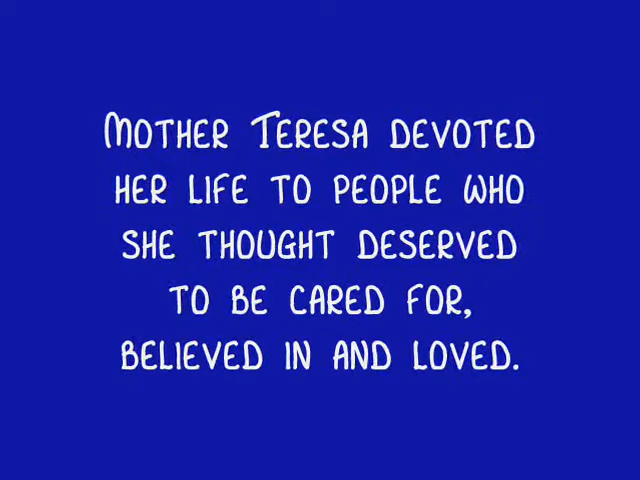 Mother Teresa devoted
her life to people who
she thought deserved
to be cared for,
believed in and loved.